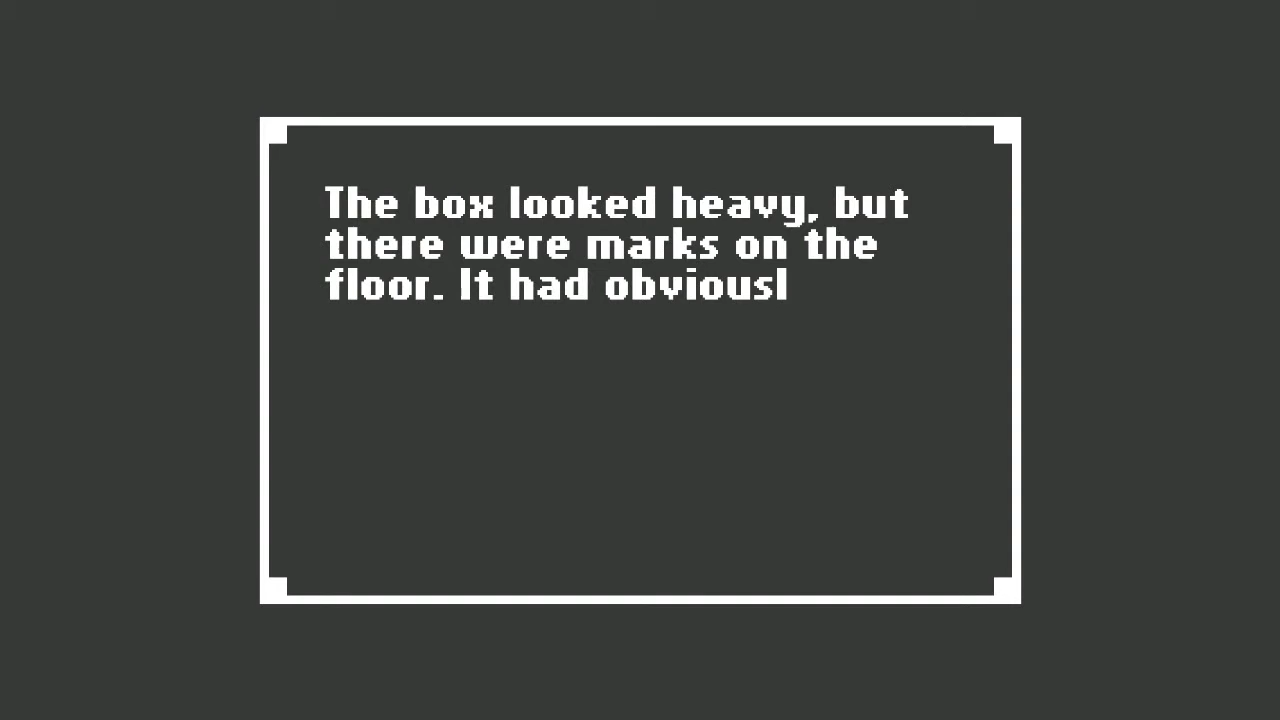 The box looked heavy, but
there were marks on the
floor. It had obviousl